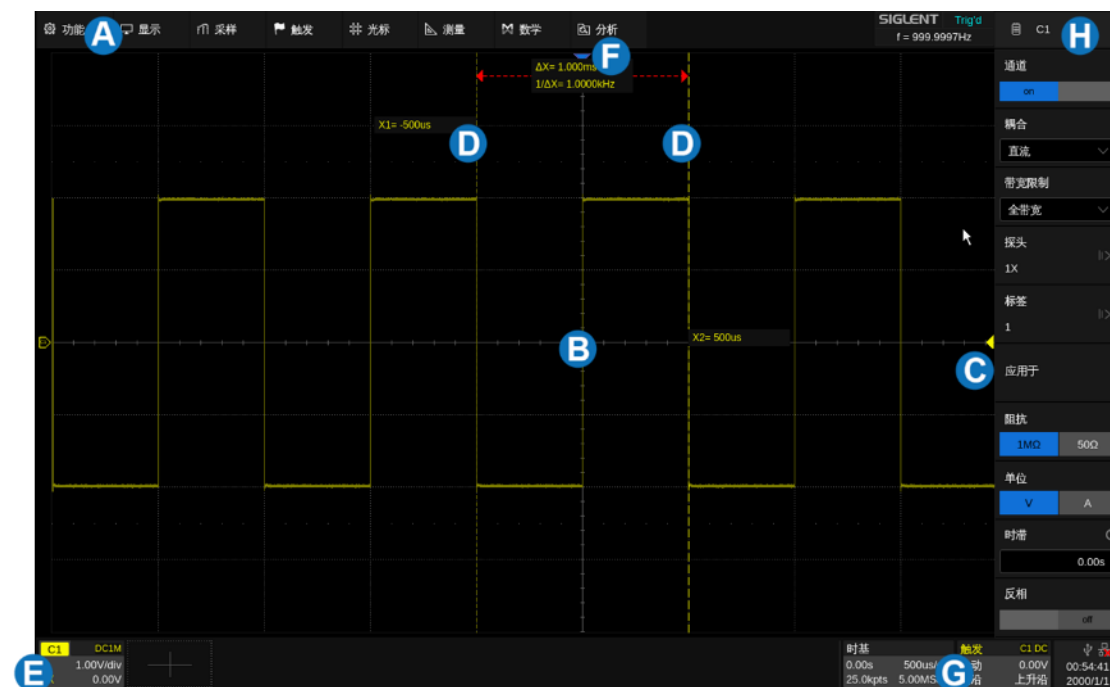 功能 显示 采样 触发 光标 测量 数学 分析
A
SIGLENT Trig'd
f = 999.9997Hz
C1
H
F
ΔX= 1.000ms
1/ΔX= 1.0000kHz
X1= -500us
D D
X2= 500us
B
C
通道
on
耦合
直流
带宽限制
全带宽
探头
1X
标签
1
应用于
阻抗
1MΩ 50Ω
单位
V A
时滞
0.00s
反相
off
C1 DC1M
1.00V/div
0.00V
E
时基
0.00s 500us/
25.0kpts 5.00MS
G
触发 C1 DC
动 0.00V
沿 上升沿
00:54:41
2000/1/1